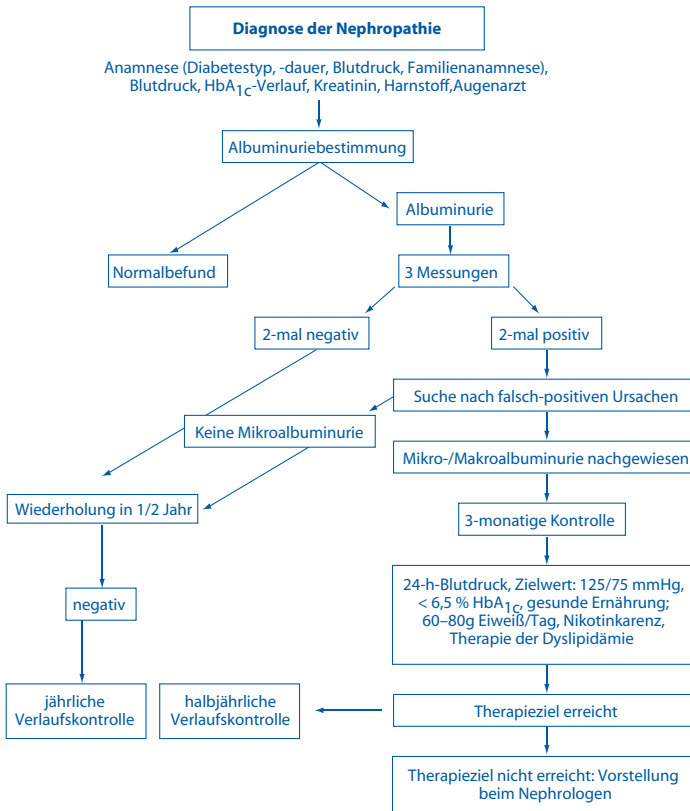 Diagnose der Nephropathie
Anamnese (Diabetestyp, -dauer, Blutdruck, Familienanamnese),
Blutdruck, HbA1c-Verlauf, Kreatinin, Harnstoff,Augenarzt
Albuminuriebestimmung
Albuminurie
Normalbefund
3 Messungen
2-mal negativ
2-mal positiv
Suche nach falsch-positiven Ursachen
Keine Mikroalbuminurie
Mikro-/Makroalbuminurie nachgewiesen
Wiederholung in 1/2 Jahr
3-monatige Kontrolle
24-h-Blutdruck, Zielwert: 125/75 mmHg,
< 6,5 % HbA1c, gesunde Ernährung;
60–80g Eiweiß/Tag, Nikotinkarenz,
Therapie der Dyslipidämie
negativ
jährliche
Verlaufskontrolle
halbjährliche
Verlaufskontrolle
Therapieziel erreicht
Therapieziel nicht erreicht: Vorstellung
beim Nephrologen